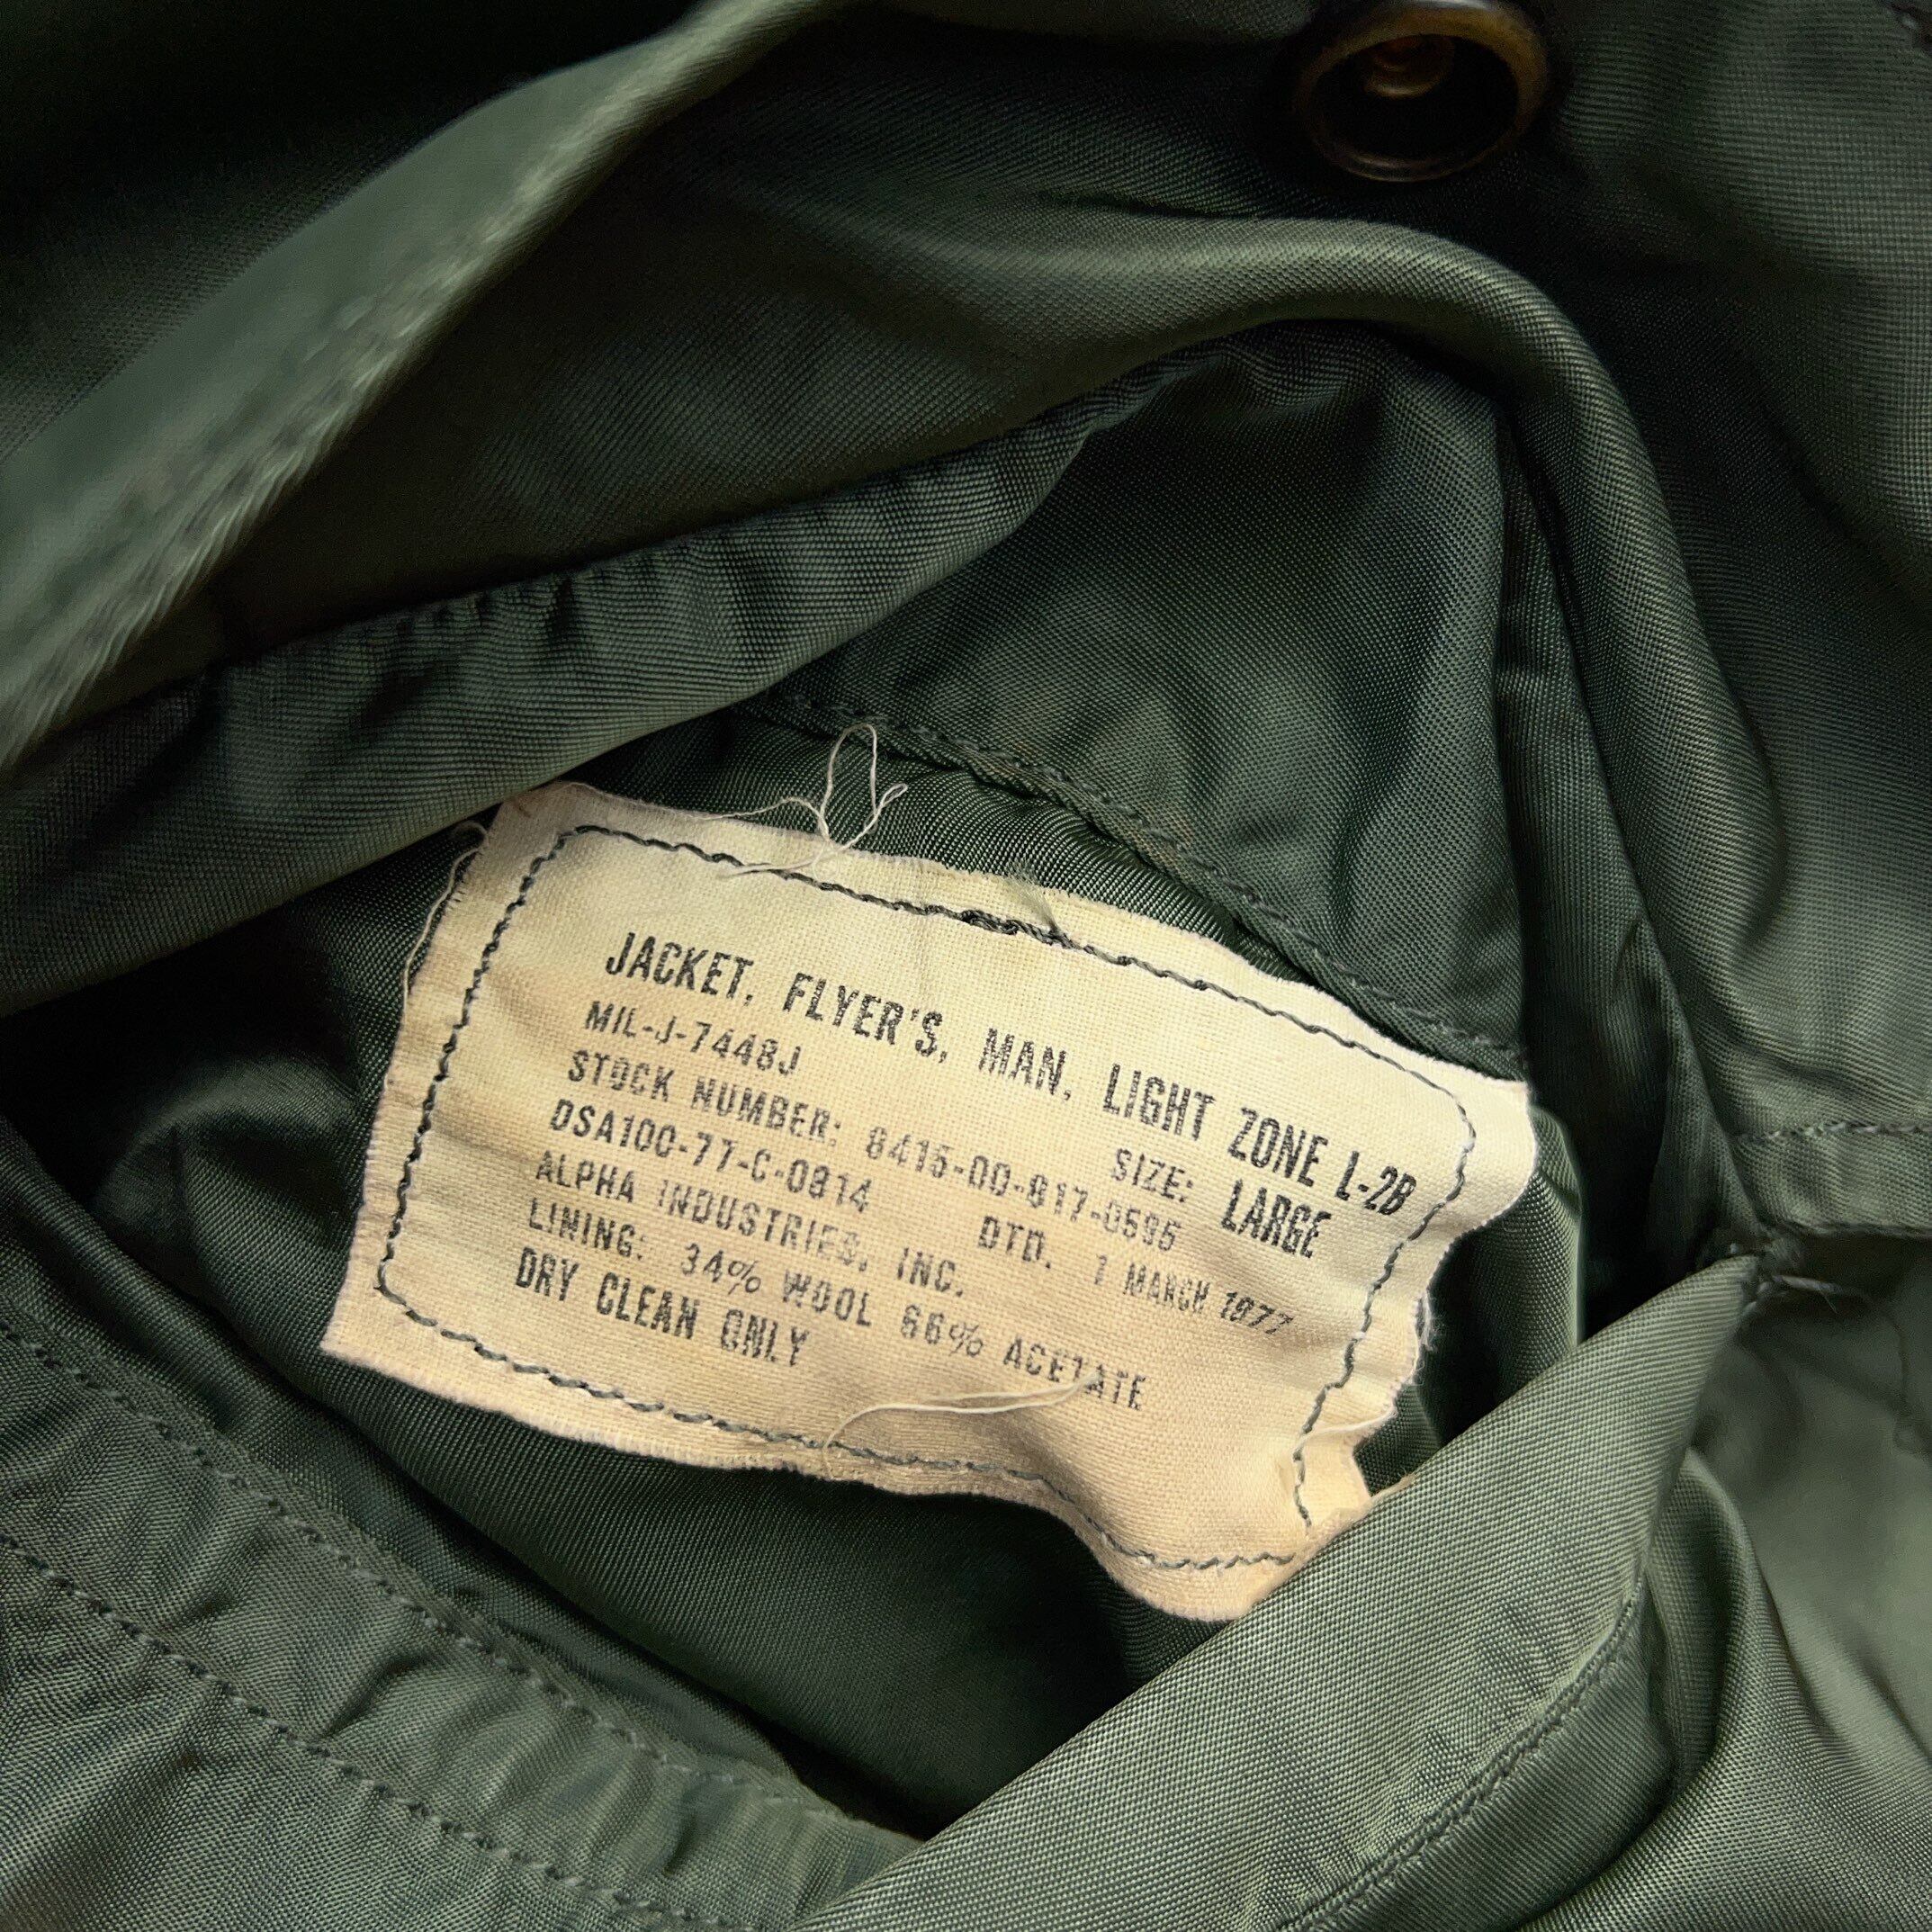 JACKET, FLYER'S, MAN, LIGHT ZONE L-2B
MIL-J-7448J SIZE: LARGE
STOCK NUMBER: 8415-00-817-0695
DSA100-77-C-0814 DTD. 1 MARCH 1977
ALPHA INDUSTRIES, INC.
LINING: 34% WOOL 66% ACETATE
DRY CLEAN ONLY